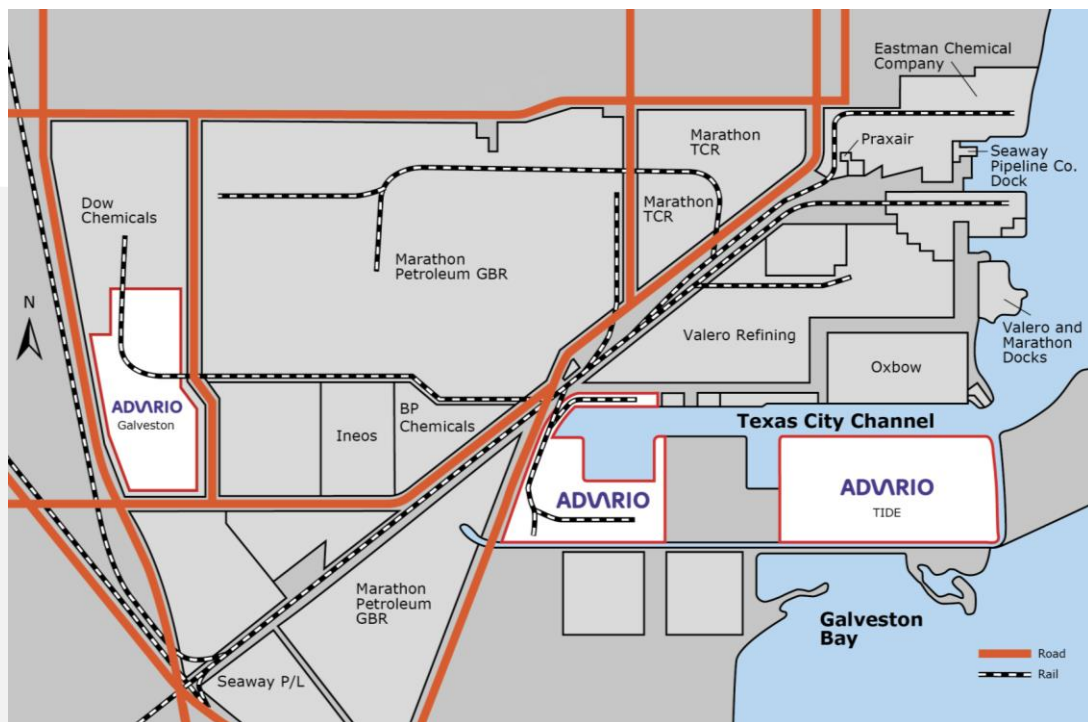 Eastman Chemical
Company
Marathon
TCR
Praxair
Seaway
Pipeline Co.
Dock
Dow
Chemicals
Marathon
TCR
Marathon
Petroleum GBR
N
Valero Refining
Valero and
Marathon
Docks
Oxbow
ADVARIO
Galveston
BP
Chemicals
Ineos
Texas City Channel
ADVARIO
ADVARIO
TIDE
Marathon
Petroleum
GBR
Galveston
Bay
Road
Rail
Seaway P/L